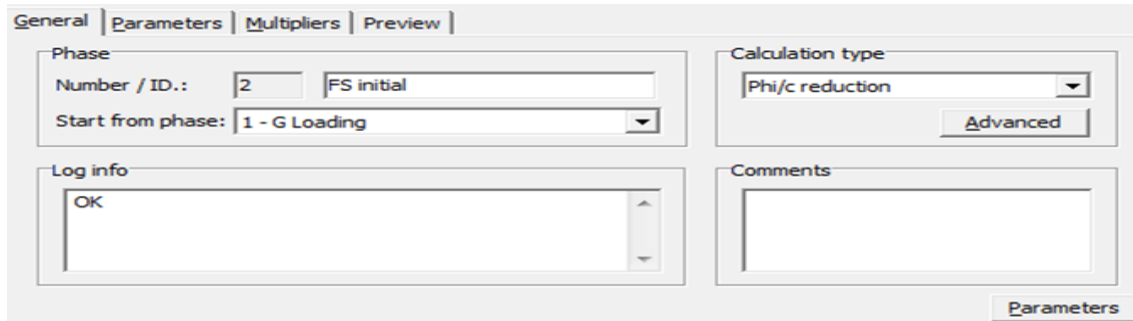 General Parameters Multipliers Preview
Phase
Number / ID.: 2 FS initial
Start from phase: 1 - G Loading
Calculation type
Phi/c reduction
Advanced
Log info
OK
Comments
Parameters